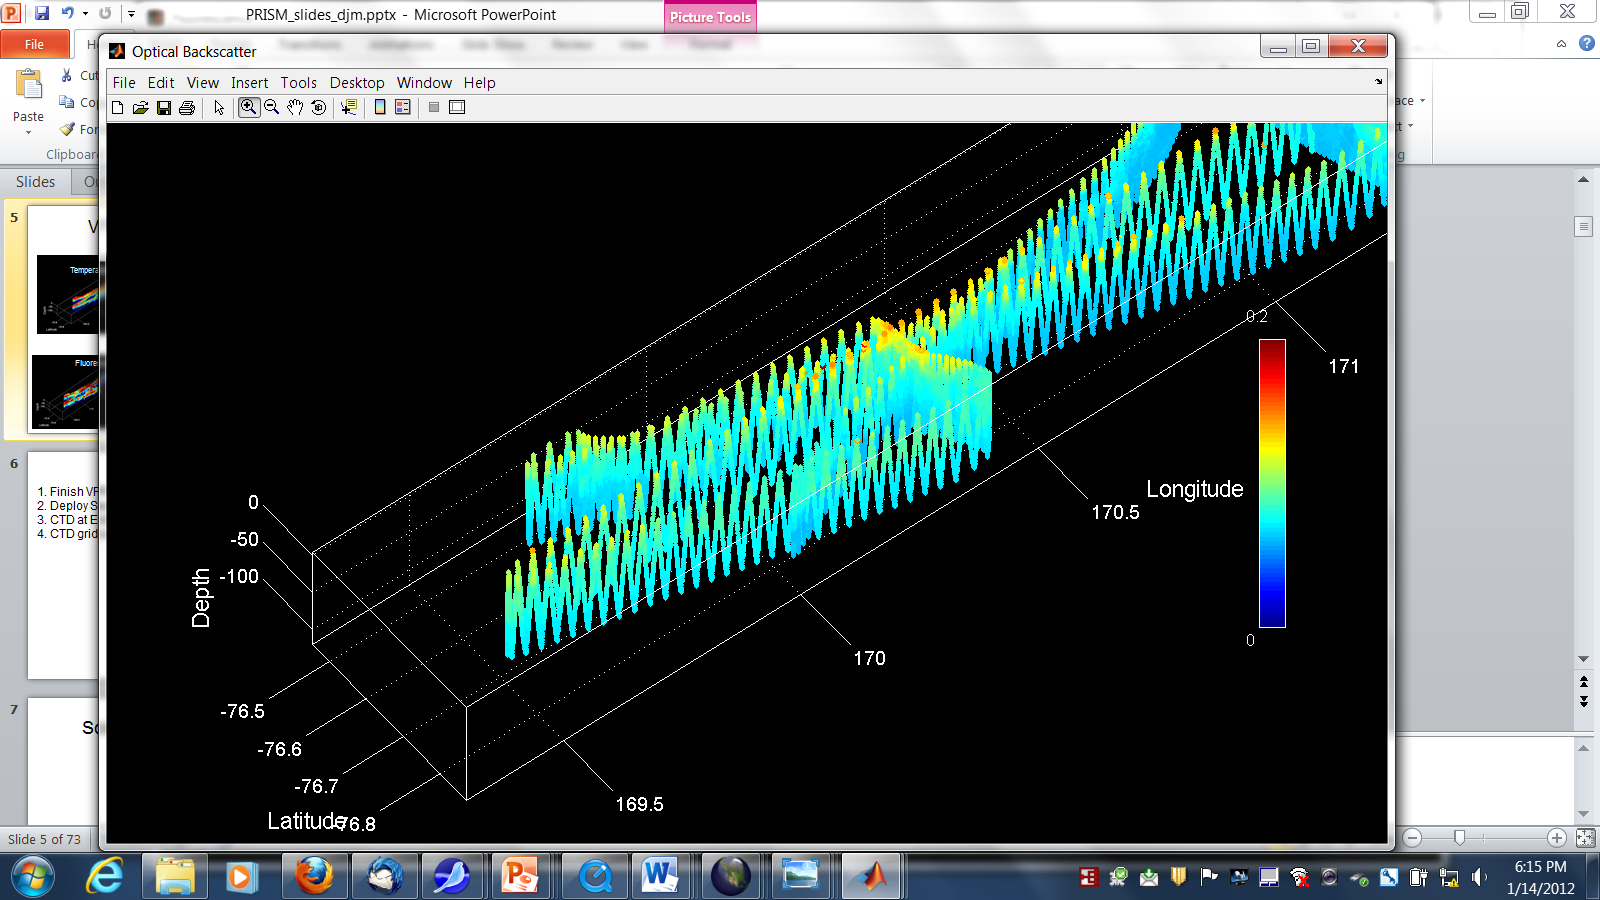 PRISM_slides_djm.pptx - Microsoft PowerPoint
Picture Tools
File
Optical Backscatter
File Edit View Insert Tools Desktop Window Help
Paste
Slides
5
Tempera
Fluore
6
1. Finish VF
2. Deploy S
3. CTD at E
4. CTD grid
7
0
-50
-100
Depth
-76.5
-76.6
-76.7
-76.8
Latitude
169.5
170
170.5
171
Longitude
0.2
0
Slide 5 of 73
6:15 PM
1/14/2012